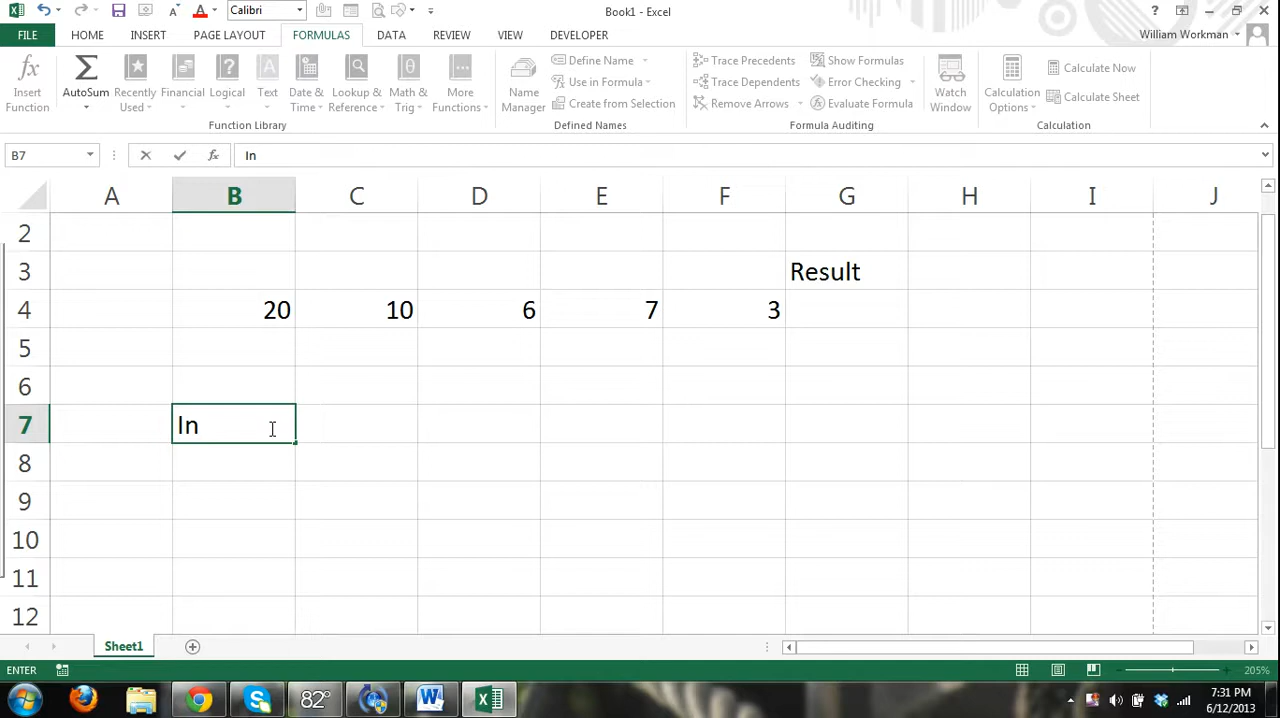 Calibri
Book1 - Excel
?
FILE
HOME
INSERT
PAGE LAYOUT
FORMULAS
DATA
REVIEW
VIEW
DEVELOPER
William Workman
fx
Insert
Function
Σ
AutoSum
Recently
Used
Financial
?
Logical
A
Text
Date &
Time
Lookup &
Reference
θ
Math &
Trig
More
Functions
Function Library
Name
Manager
Define Name
Use in Formula
Create from Selection
Defined Names
Trace Precedents
Trace Dependents
Remove Arrows
Show Formulas
Error Checking
Evaluate Formula
Formula Auditing
Watch
Window
Calculation
Options
Calculate Now
Calculate Sheet
Calculation
B7
fx
In
A B C D E F G H I J
2
3 Result
4 20 10 6 7 3
5
6
7 In
8
9
10
11
12
Sheet1
ENTER
205%
82°
7:31 PM
6/12/2013